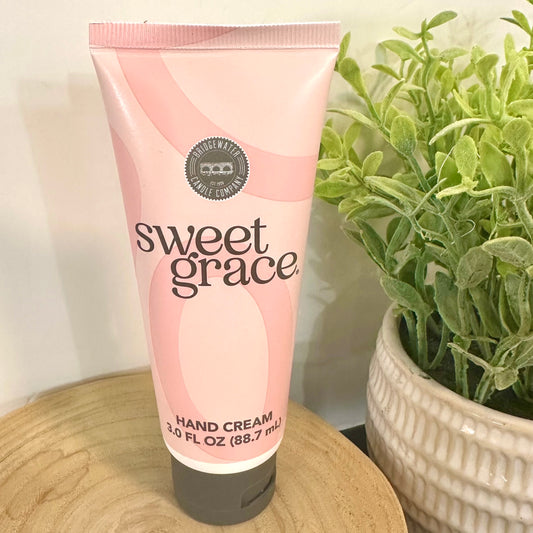 BRIDGEWATER
CANDLE COMPANY
sweet
grace.
HAND CREAM
3.0 FL OZ (88.7 mL)